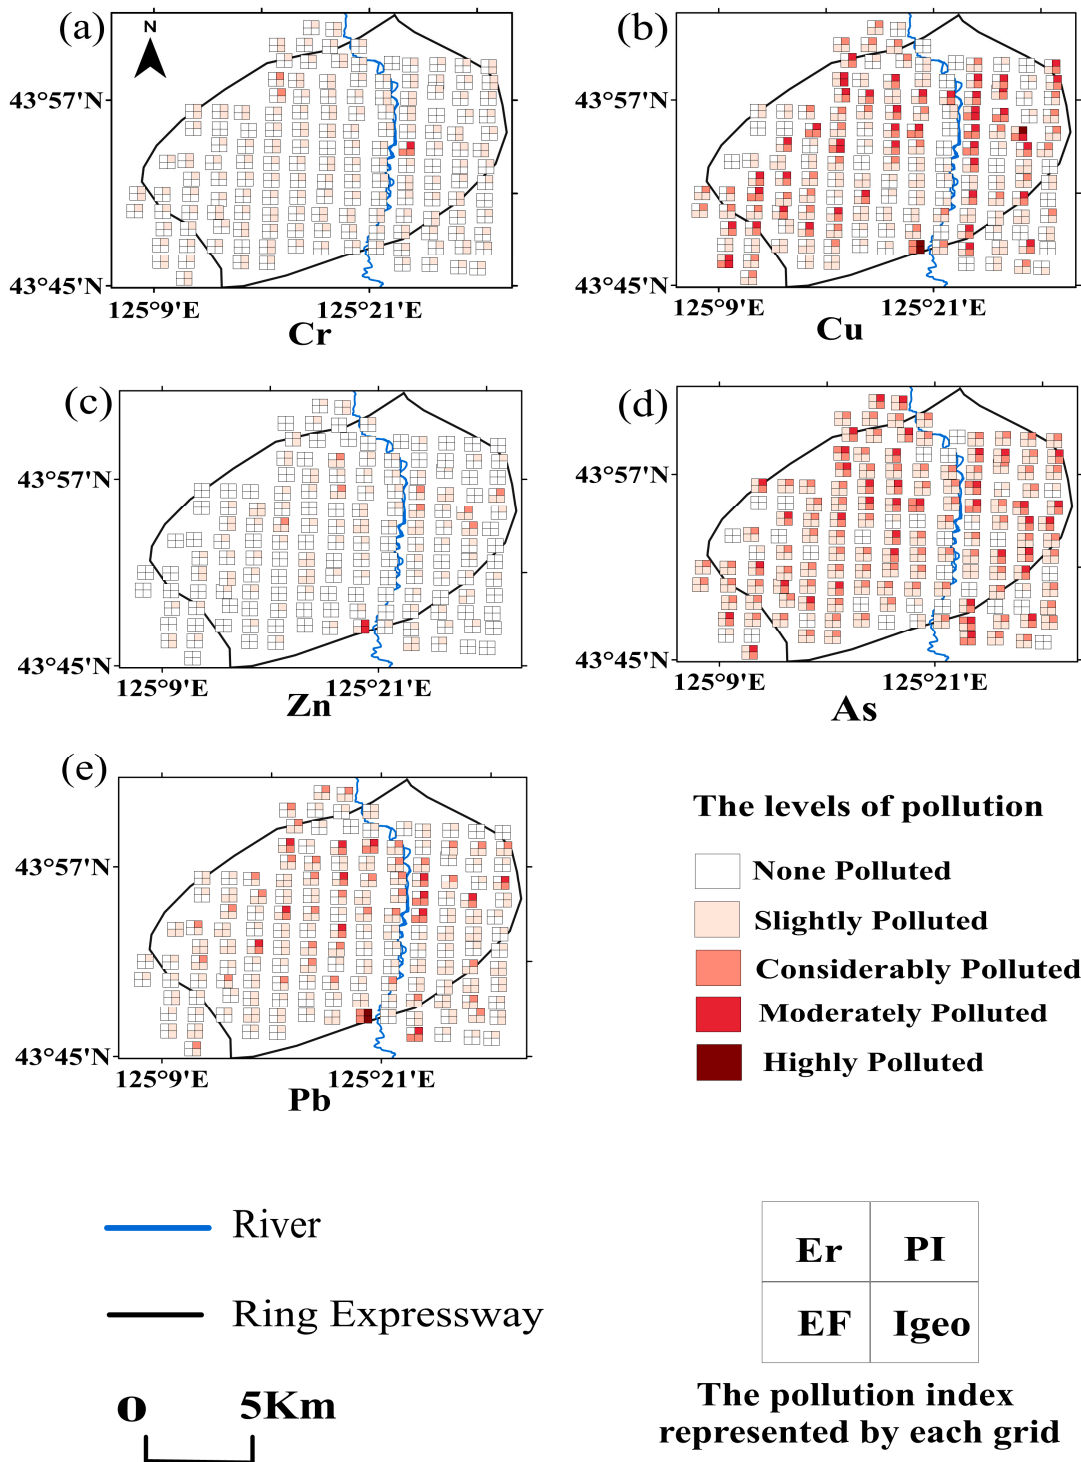 (a)
N
43°57'N
43°45'N
125°9'E
125°21'E
Cr
(b)
43°57'N
43°45'N
125°9'E
125°21'E
Cu
(c)
43°57'N
43°45'N
125°9'E
125°21'E
Zn
(d)
43°57'N
43°45'N
125°9'E
125°21'E
As
(e)
43°57'N
43°45'N
125°9'E
125°21'E
Pb
The levels of pollution
None Polluted
Slightly Polluted
Considerably Polluted
Moderately Polluted
Highly Polluted
River
Ring Expressway
0 5Km
Er PI
EF Igeo
The pollution index
represented by each grid